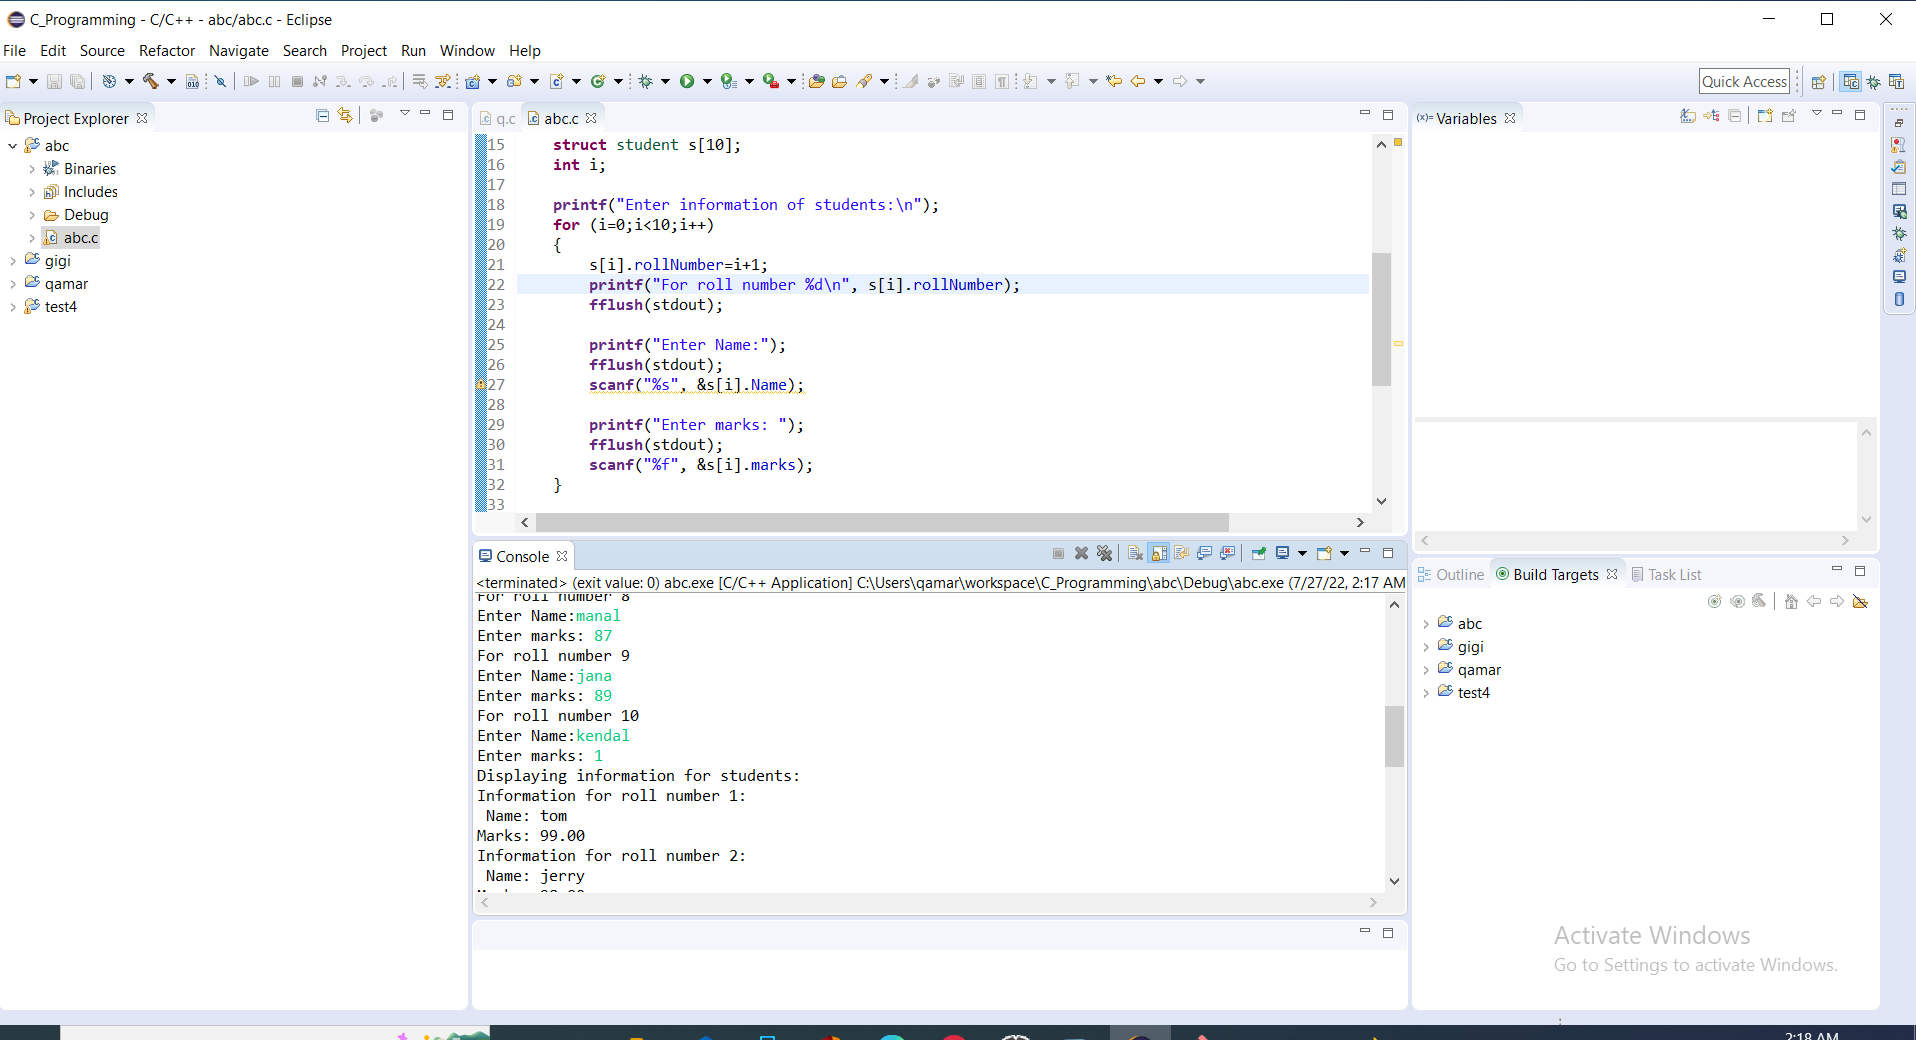 C_Programming - C/C++ - abc/abc.c - Eclipse
File Edit Source Refactor Navigate Search Project Run Window Help
Quick Access
Project Explorer
abc
Binaries
Includes
Debug
abc.c
gigi
qamar
test4
q.c abc.c
15 struct student s[10];
16 int i;
17
18 printf("Enter information of students:\n");
19 for (i=0;i<10;i++)
20 {
21 s[i].rollNumber=i+1;
22 printf("For roll number %d\n", s[i].rollNumber);
23 fflush(stdout);
24
25 printf("Enter Name:");
26 fflush(stdout);
27 scanf("%s", &s[i].Name);
28
29 printf("Enter marks: ");
30 fflush(stdout);
31 scanf("%f", &s[i].marks);
32 }
33
Console
<terminated> (exit value: 0) abc.exe [C/C++ Application] C:\Users\qamar\workspace\C_Programming\abc\Debug\abc.exe (7/27/22, 2:17 AM
For roll number 8
Enter Name:manal
Enter marks: 87
For roll number 9
Enter Name:jana
Enter marks: 89
For roll number 10
Enter Name:kendal
Enter marks: 1
Displaying information for students:
Information for roll number 1:
Name: tom
Marks: 99.00
Information for roll number 2:
Name: jerry
(x)= Variables
Outline Build Targets Task List
abc
gigi
qamar
test4
Activate Windows
Go to Settings to activate Windows.
2:18 AM